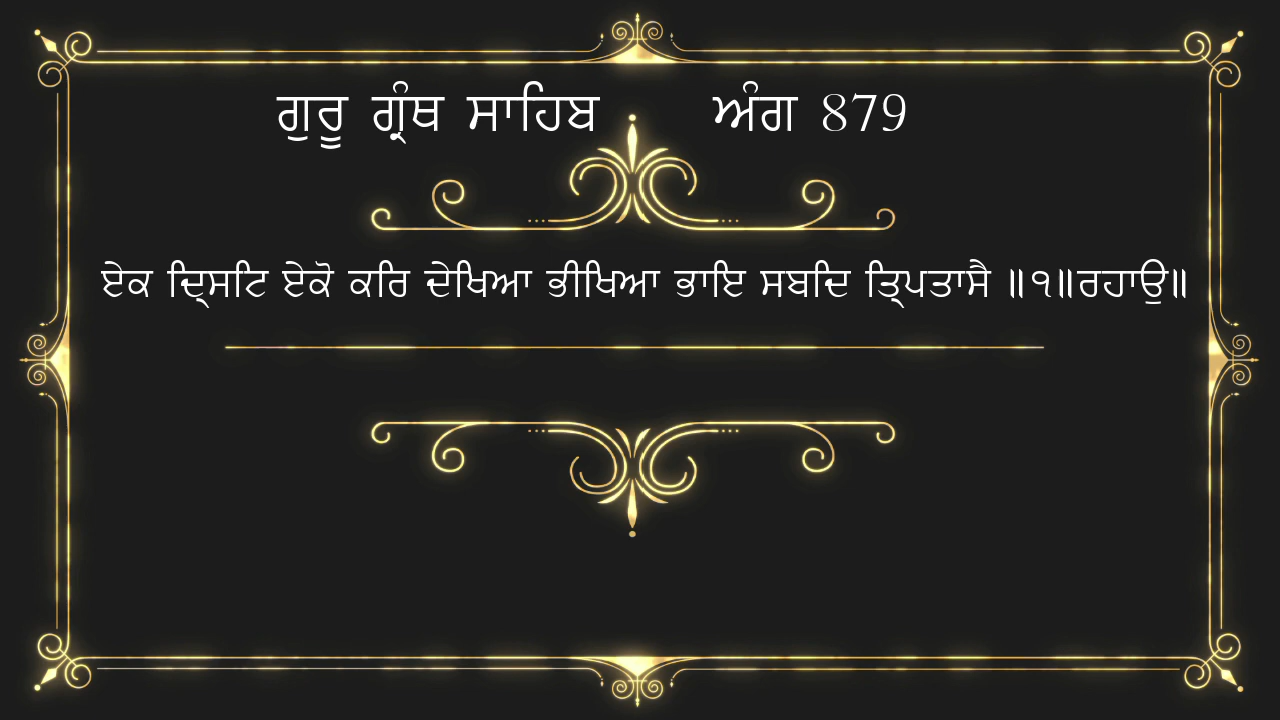 ਗੁਰੂ ਗ੍ਰੰਥ ਸਾਹਿਬ ਅੰਗ 879
ਏਕ ਦ੍ਰਿਸਟਿ ਏਕੋ ਕਰਿ ਦੇਖਿਆ ਭੀਖਿਆ ਭਾਇ ਸਬਦਿ ਤ੍ਰਿਪਤਾਸੈ ॥੧॥ਰਹਾਉ॥